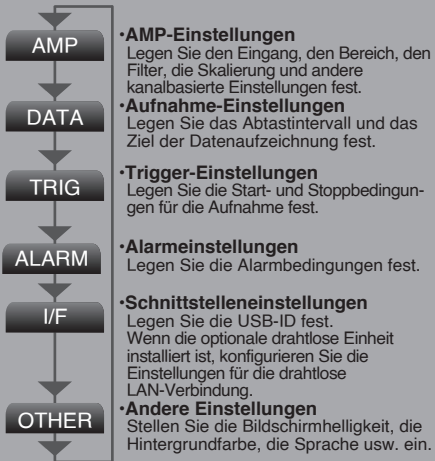 AMP
•AMP-Einstellungen
Legen Sie den Eingang, den Bereich, den
Filter, die Skalierung und andere
kanalbasierte Einstellungen fest.
DATA
•Aufnahme-Einstellungen
Legen Sie das Abtastintervall und das
Ziel der Datenaufzeichnung fest.
TRIG
•Trigger-Einstellungen
Legen Sie die Start- und Stoppbedingun-
gen für die Aufnahme fest.
ALARM
•Alarmeinstellungen
Legen Sie die Alarmbedingungen fest.
I/F
•Schnittstelleneinstellungen
Legen Sie die USB-ID fest.
Wenn die optionale drahtlose Einheit
installiert ist, konfigurieren Sie die
Einstellungen für die drahtlose
LAN-Verbindung.
OTHER
•Andere Einstellungen
Stellen Sie die Bildschirmhelligkeit, die
Hintergrundfarbe, die Sprache usw. ein.